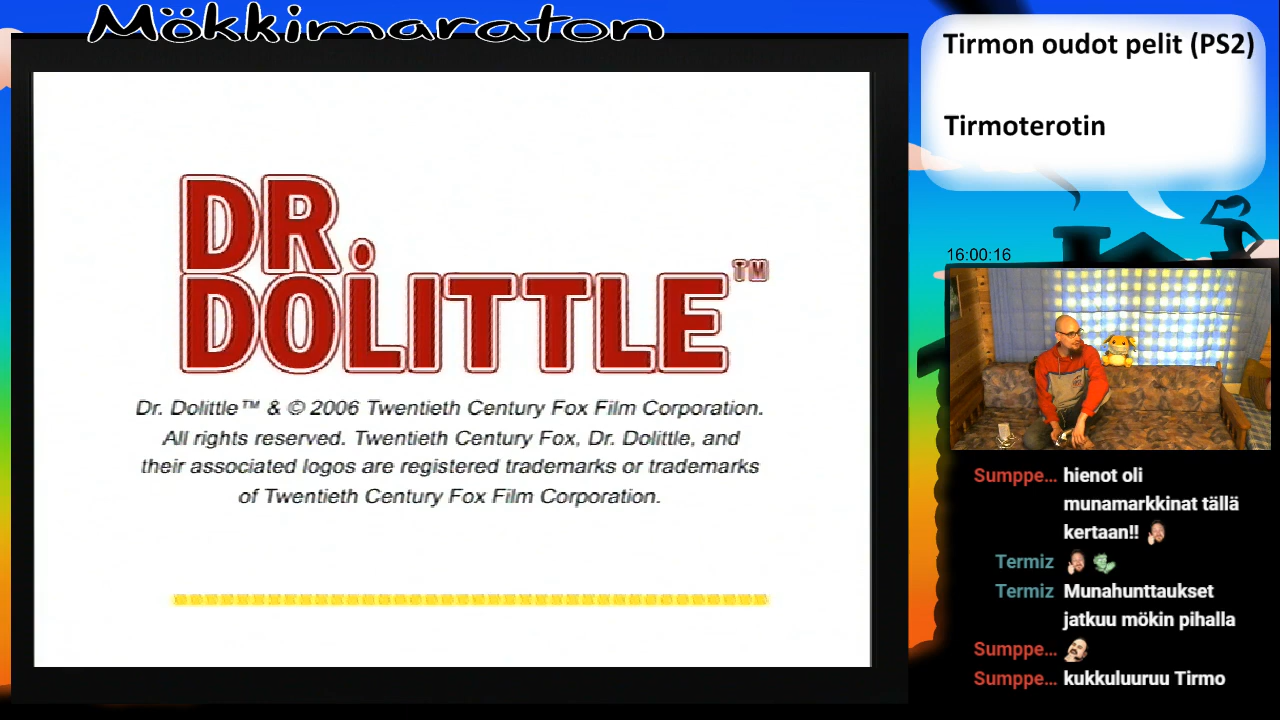 Mökkimaraton
Tirmon oudot pelit (PS2)
Tirmoterotin
DR.
DOLITTLE™
Dr. Dolittle™ & © 2006 Twentieth Century Fox Film Corporation.
All rights reserved. Twentieth Century Fox, Dr. Dolittle, and
their associated logos are registered trademarks or trademarks
of Twentieth Century Fox Film Corporation.
16:00:16
Sumppe... hienot oli
munamarkkinat tällä
kertaan!!
Termiz
Termiz Munahunttaukset
jatkuu mökin pihalla
Sumppe...
Sumppe... kukkuluuruu Tirmo